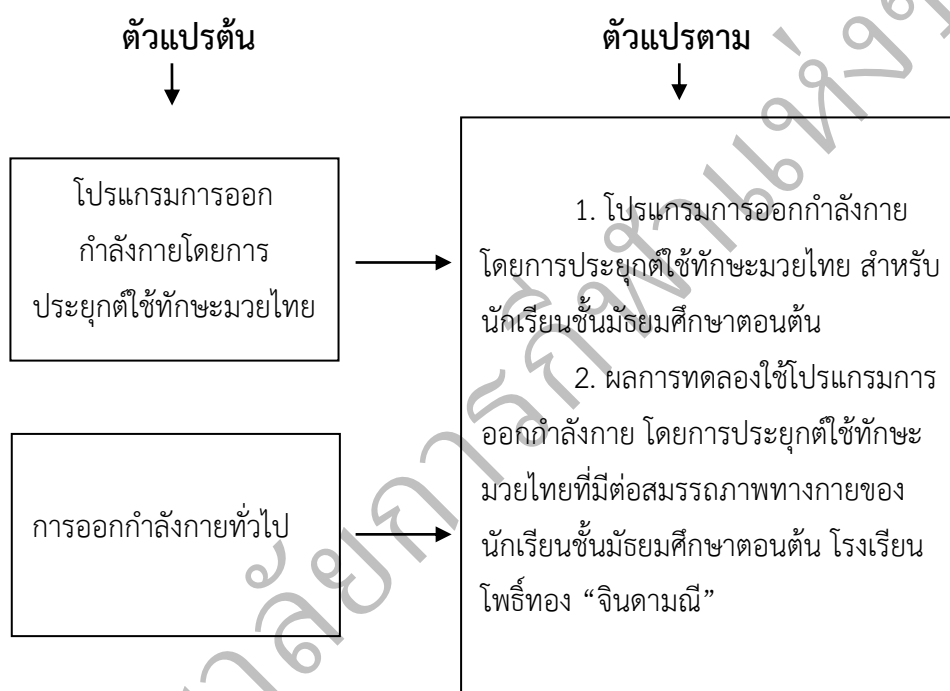 ตัวแปรต้น
ตัวแปรตาม
โปรแกรมการออก
กำลังกายโดยการ
ประยุกต์ใช้ทักษะมวยไทย
การออกกำลังกายทั่วไป
1. โปรแกรมการออกกำลังกาย
โดยการประยุกต์ใช้ทักษะมวยไทย สำหรับ
นักเรียนชั้นมัธยมศึกษาตอนต้น
2. ผลการทดลองใช้โปรแกรมการ
ออกกำลังกาย โดยการประยุกต์ใช้ทักษะ
มวยไทยที่มีต่อสมรรถภาพทางกายของ
นักเรียนชั้นมัธยมศึกษาตอนต้น โรงเรียน
โพธิ์ทอง “จินดามณี”